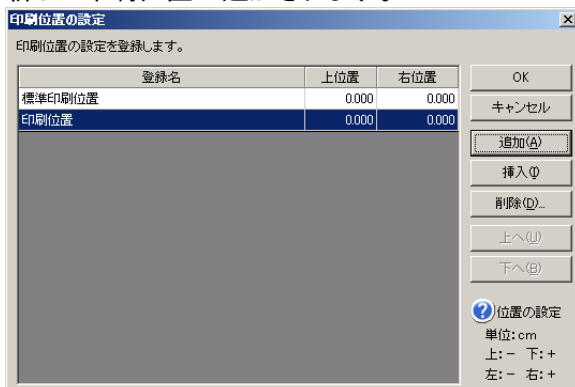 印刷位置の設定
印刷位置の設定を登録します。
登録名 上位置 右位置
標準印刷位置 0.000 0.000
印刷位置 0.000 0.000
OK
キャンセル
追加(A)
挿入(I)
削除(D)...
上へ(U)
下へ(B)
位置の設定
単位:cm
上:- 下:+
左:- 右:+